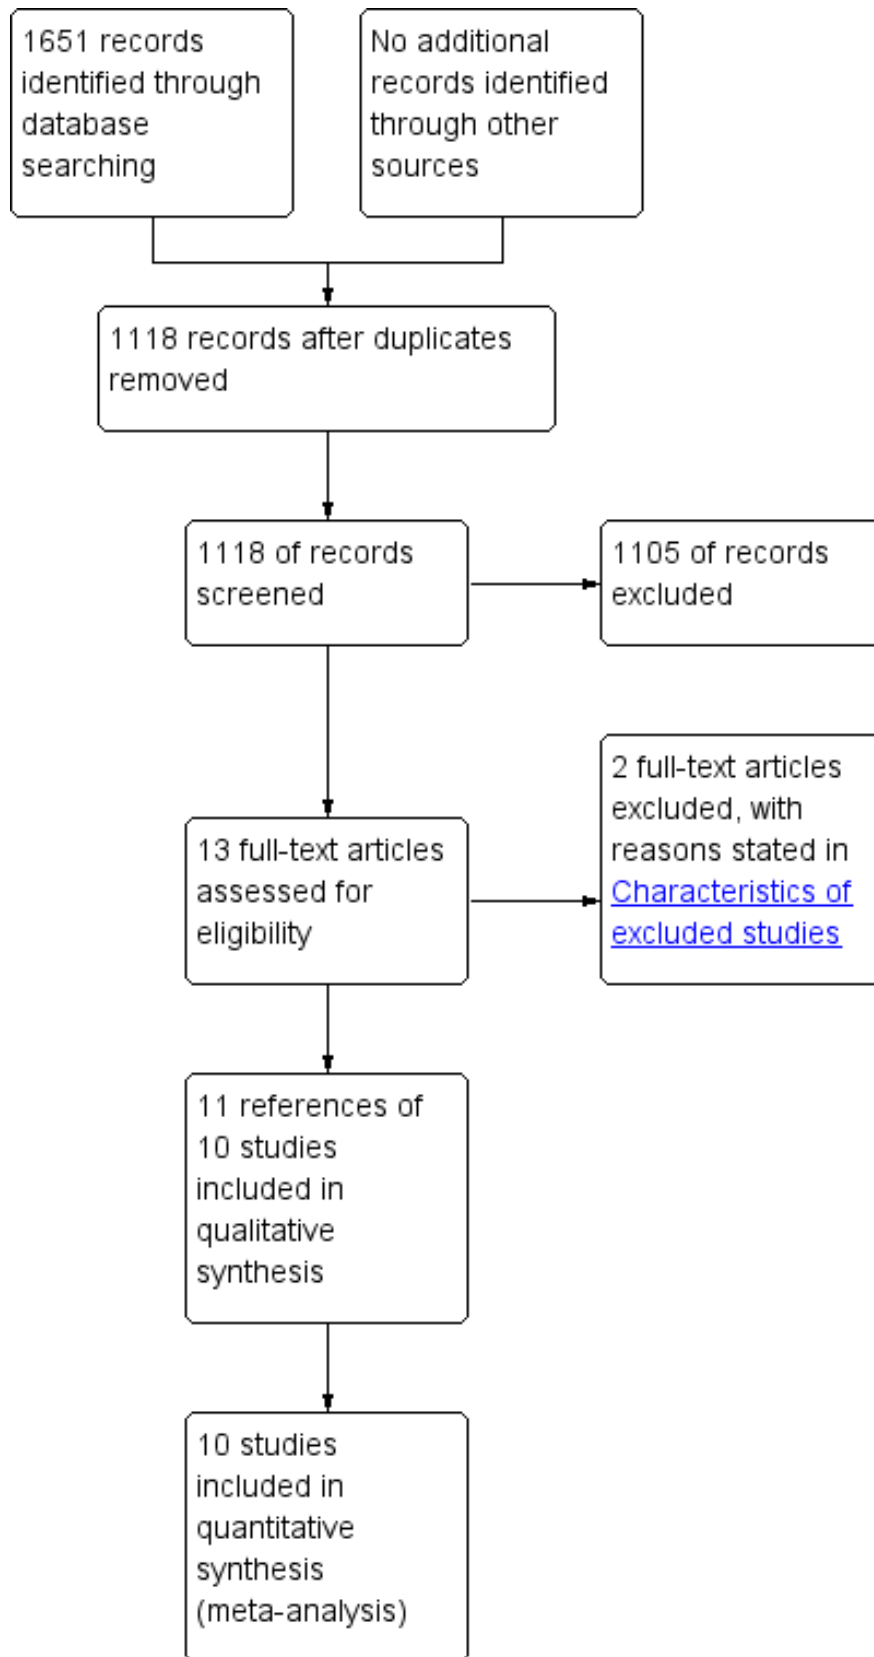 1651 records
identified through
database
searching
No additional
records identified
through other
sources
1118 records after duplicates
removed
1118 of records
screened
1105 of records
excluded
2 full-text articles
excluded, with
reasons stated in
Characteristics of
excluded studies
13 full-text articles
assessed for
eligibility
11 references of
10 studies
included in
qualitative
synthesis
10 studies
included in
quantitative
synthesis
(meta-analysis)